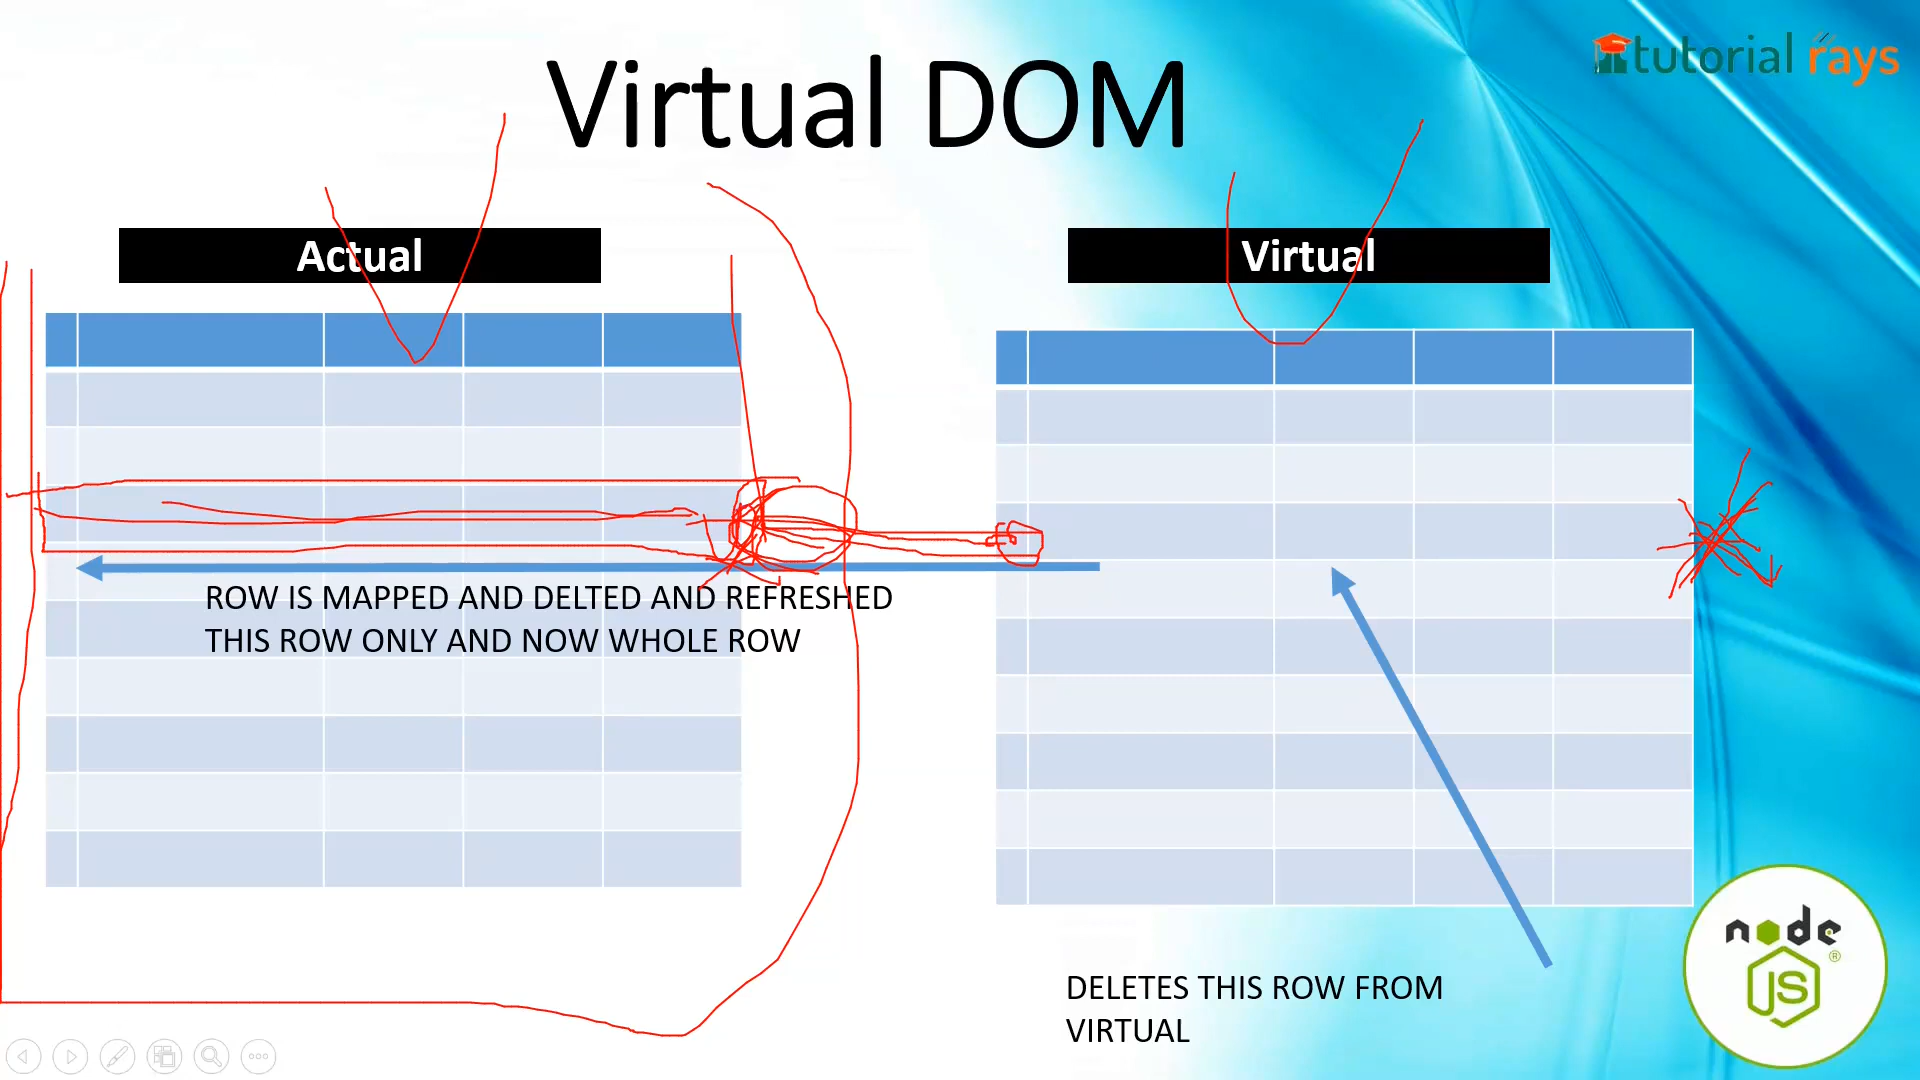 Virtual DOM
tutorial rays
Actual
Virtual
ROW IS MAPPED AND DELTED AND REFRESHED
THIS ROW ONLY AND NOW WHOLE ROW
DELETES THIS ROW FROM
VIRTUAL
node
JS
®